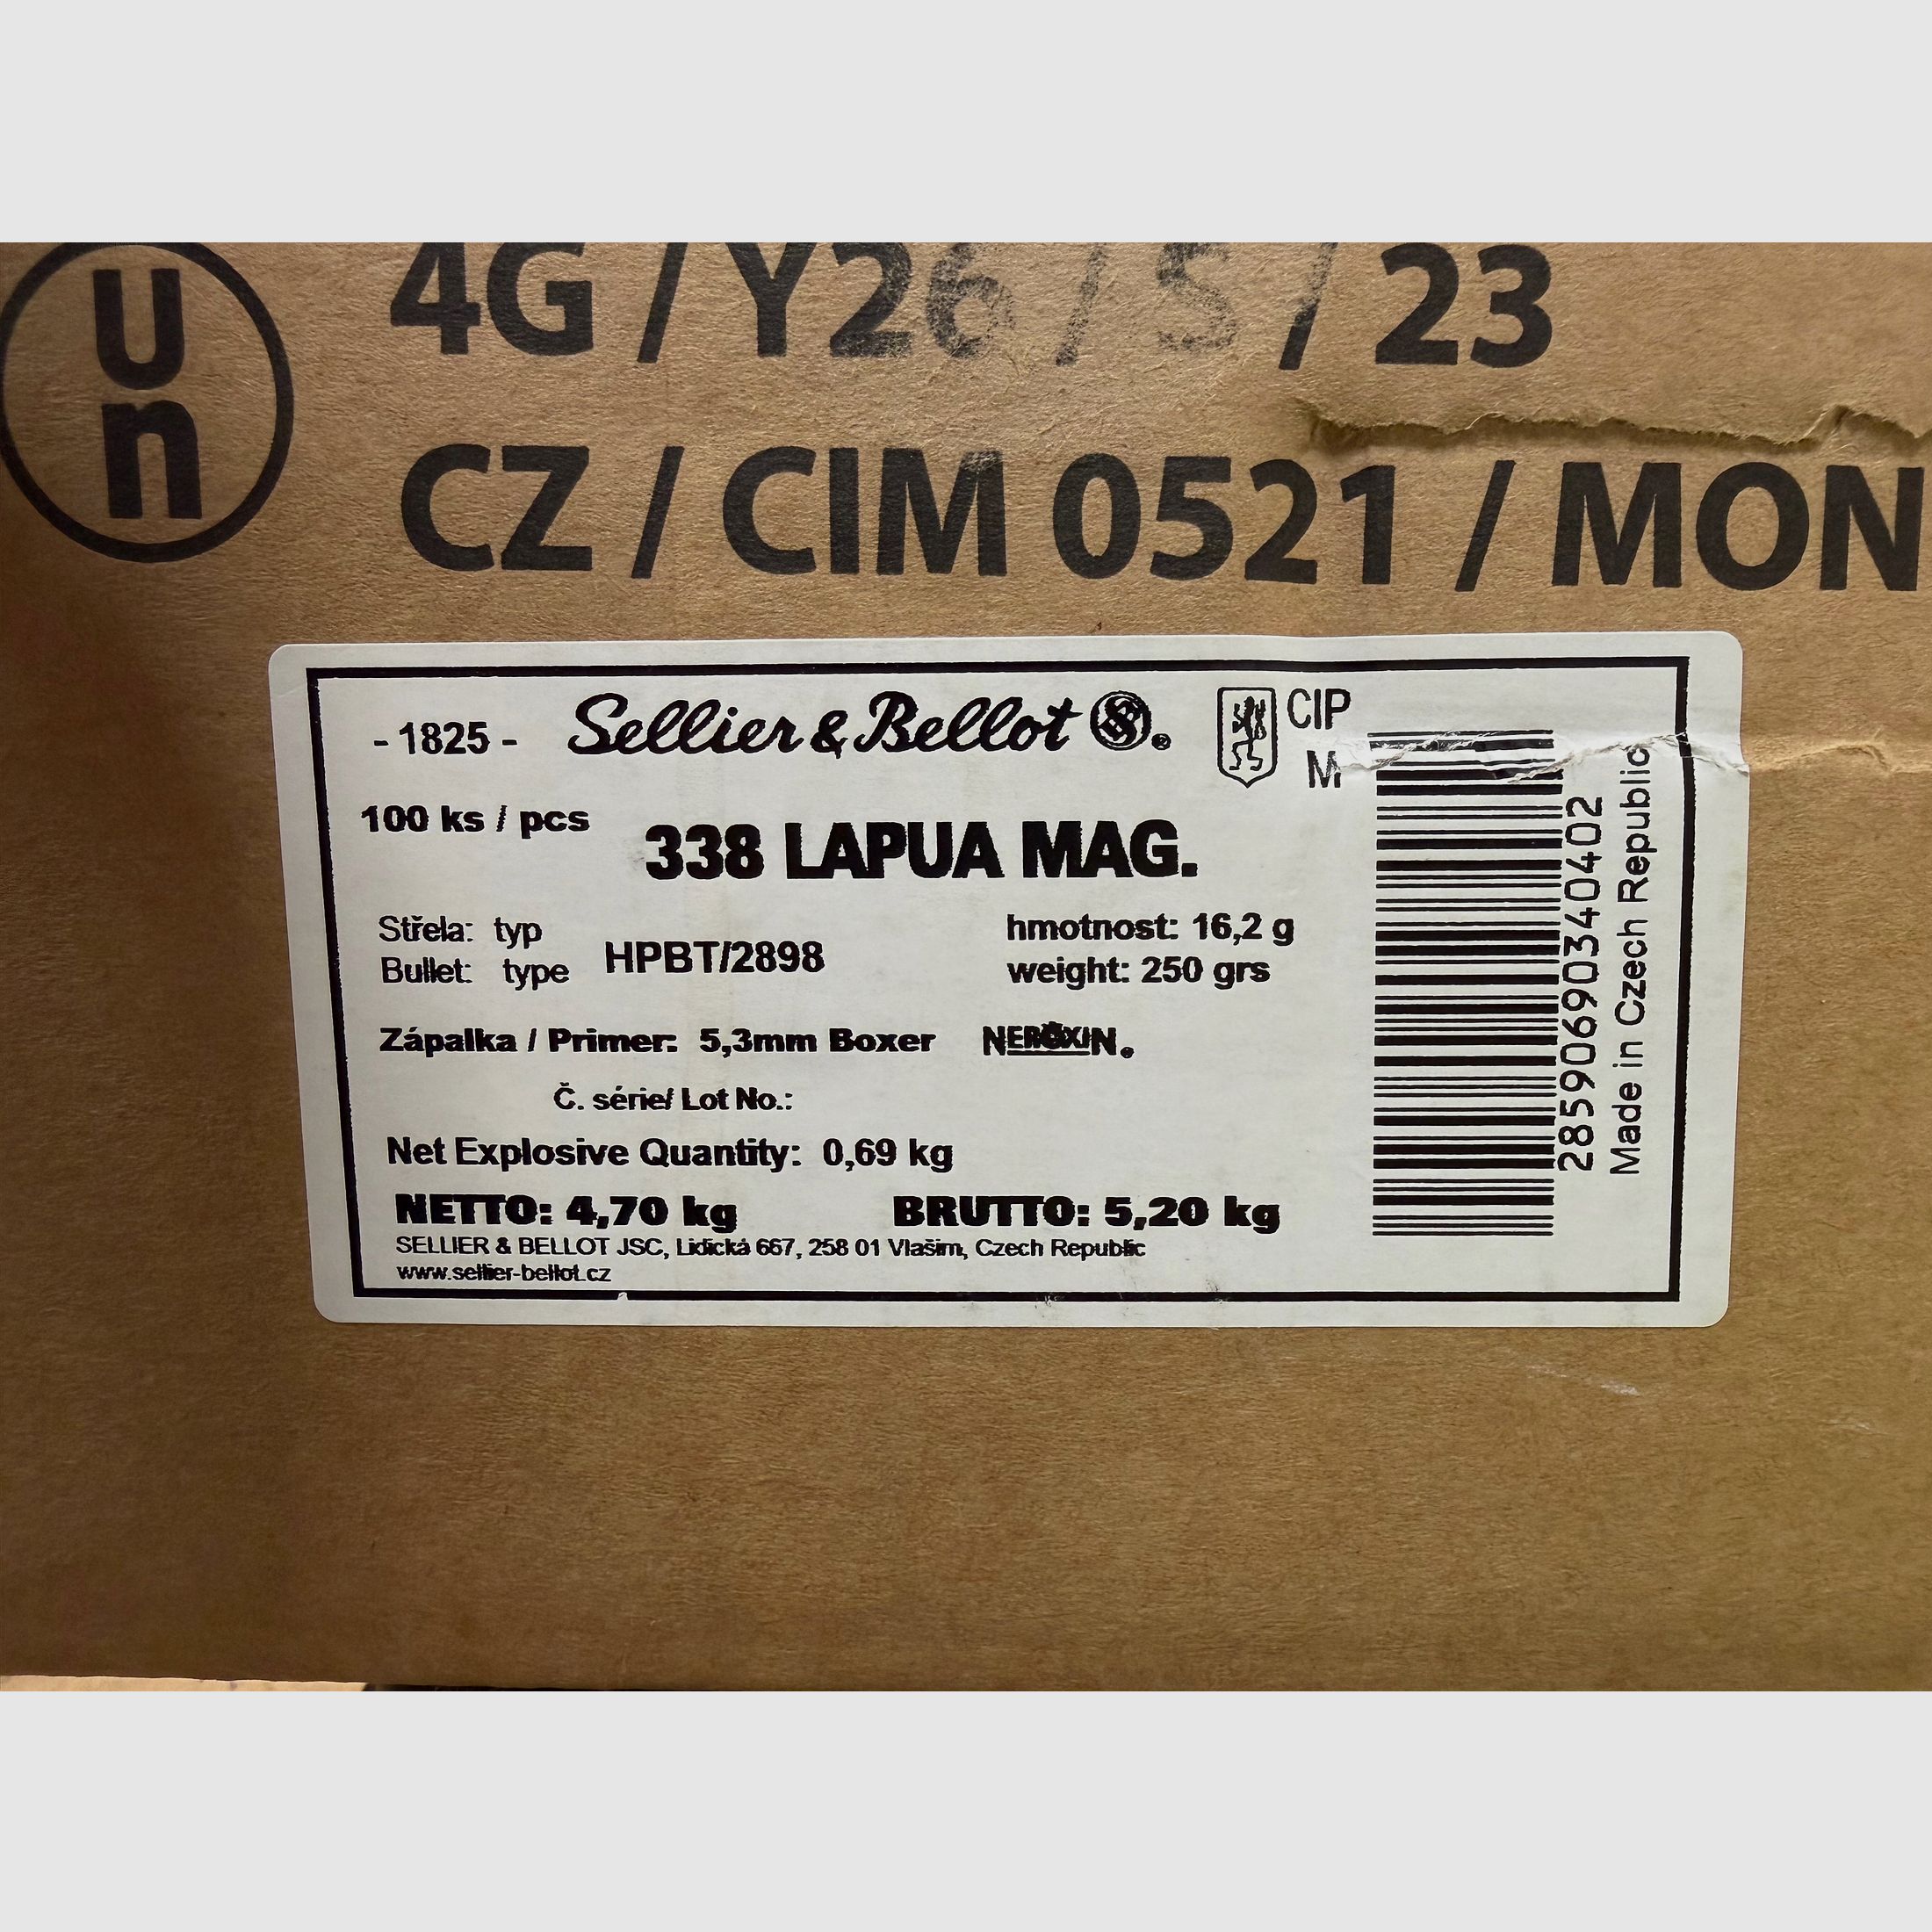 un
4G / Y26 / S / 23
CZ / CIM 0521 / MON
- 1825 - Sellier & Bellot ® CIP
M
100 ks / pcs
338 LAPUA MAG.
Střela: typ HPBT/2898 hmotnost: 16,2 g
Bullet: type weight: 250 grs
Zápalka / Primer: 5,3mm Boxer NEROXIN®
Č. série/ Lot No.:
Net Explosive Quantity: 0,69 kg
NETTO: 4,70 kg BRUTTO: 5,20 kg
SELLIER & BELLOT JSC, Lidická 667, 258 01 Vlašim, Czech Republic
www.sellier-bellot.cz
2859069034040​2
Made in Czech Republic